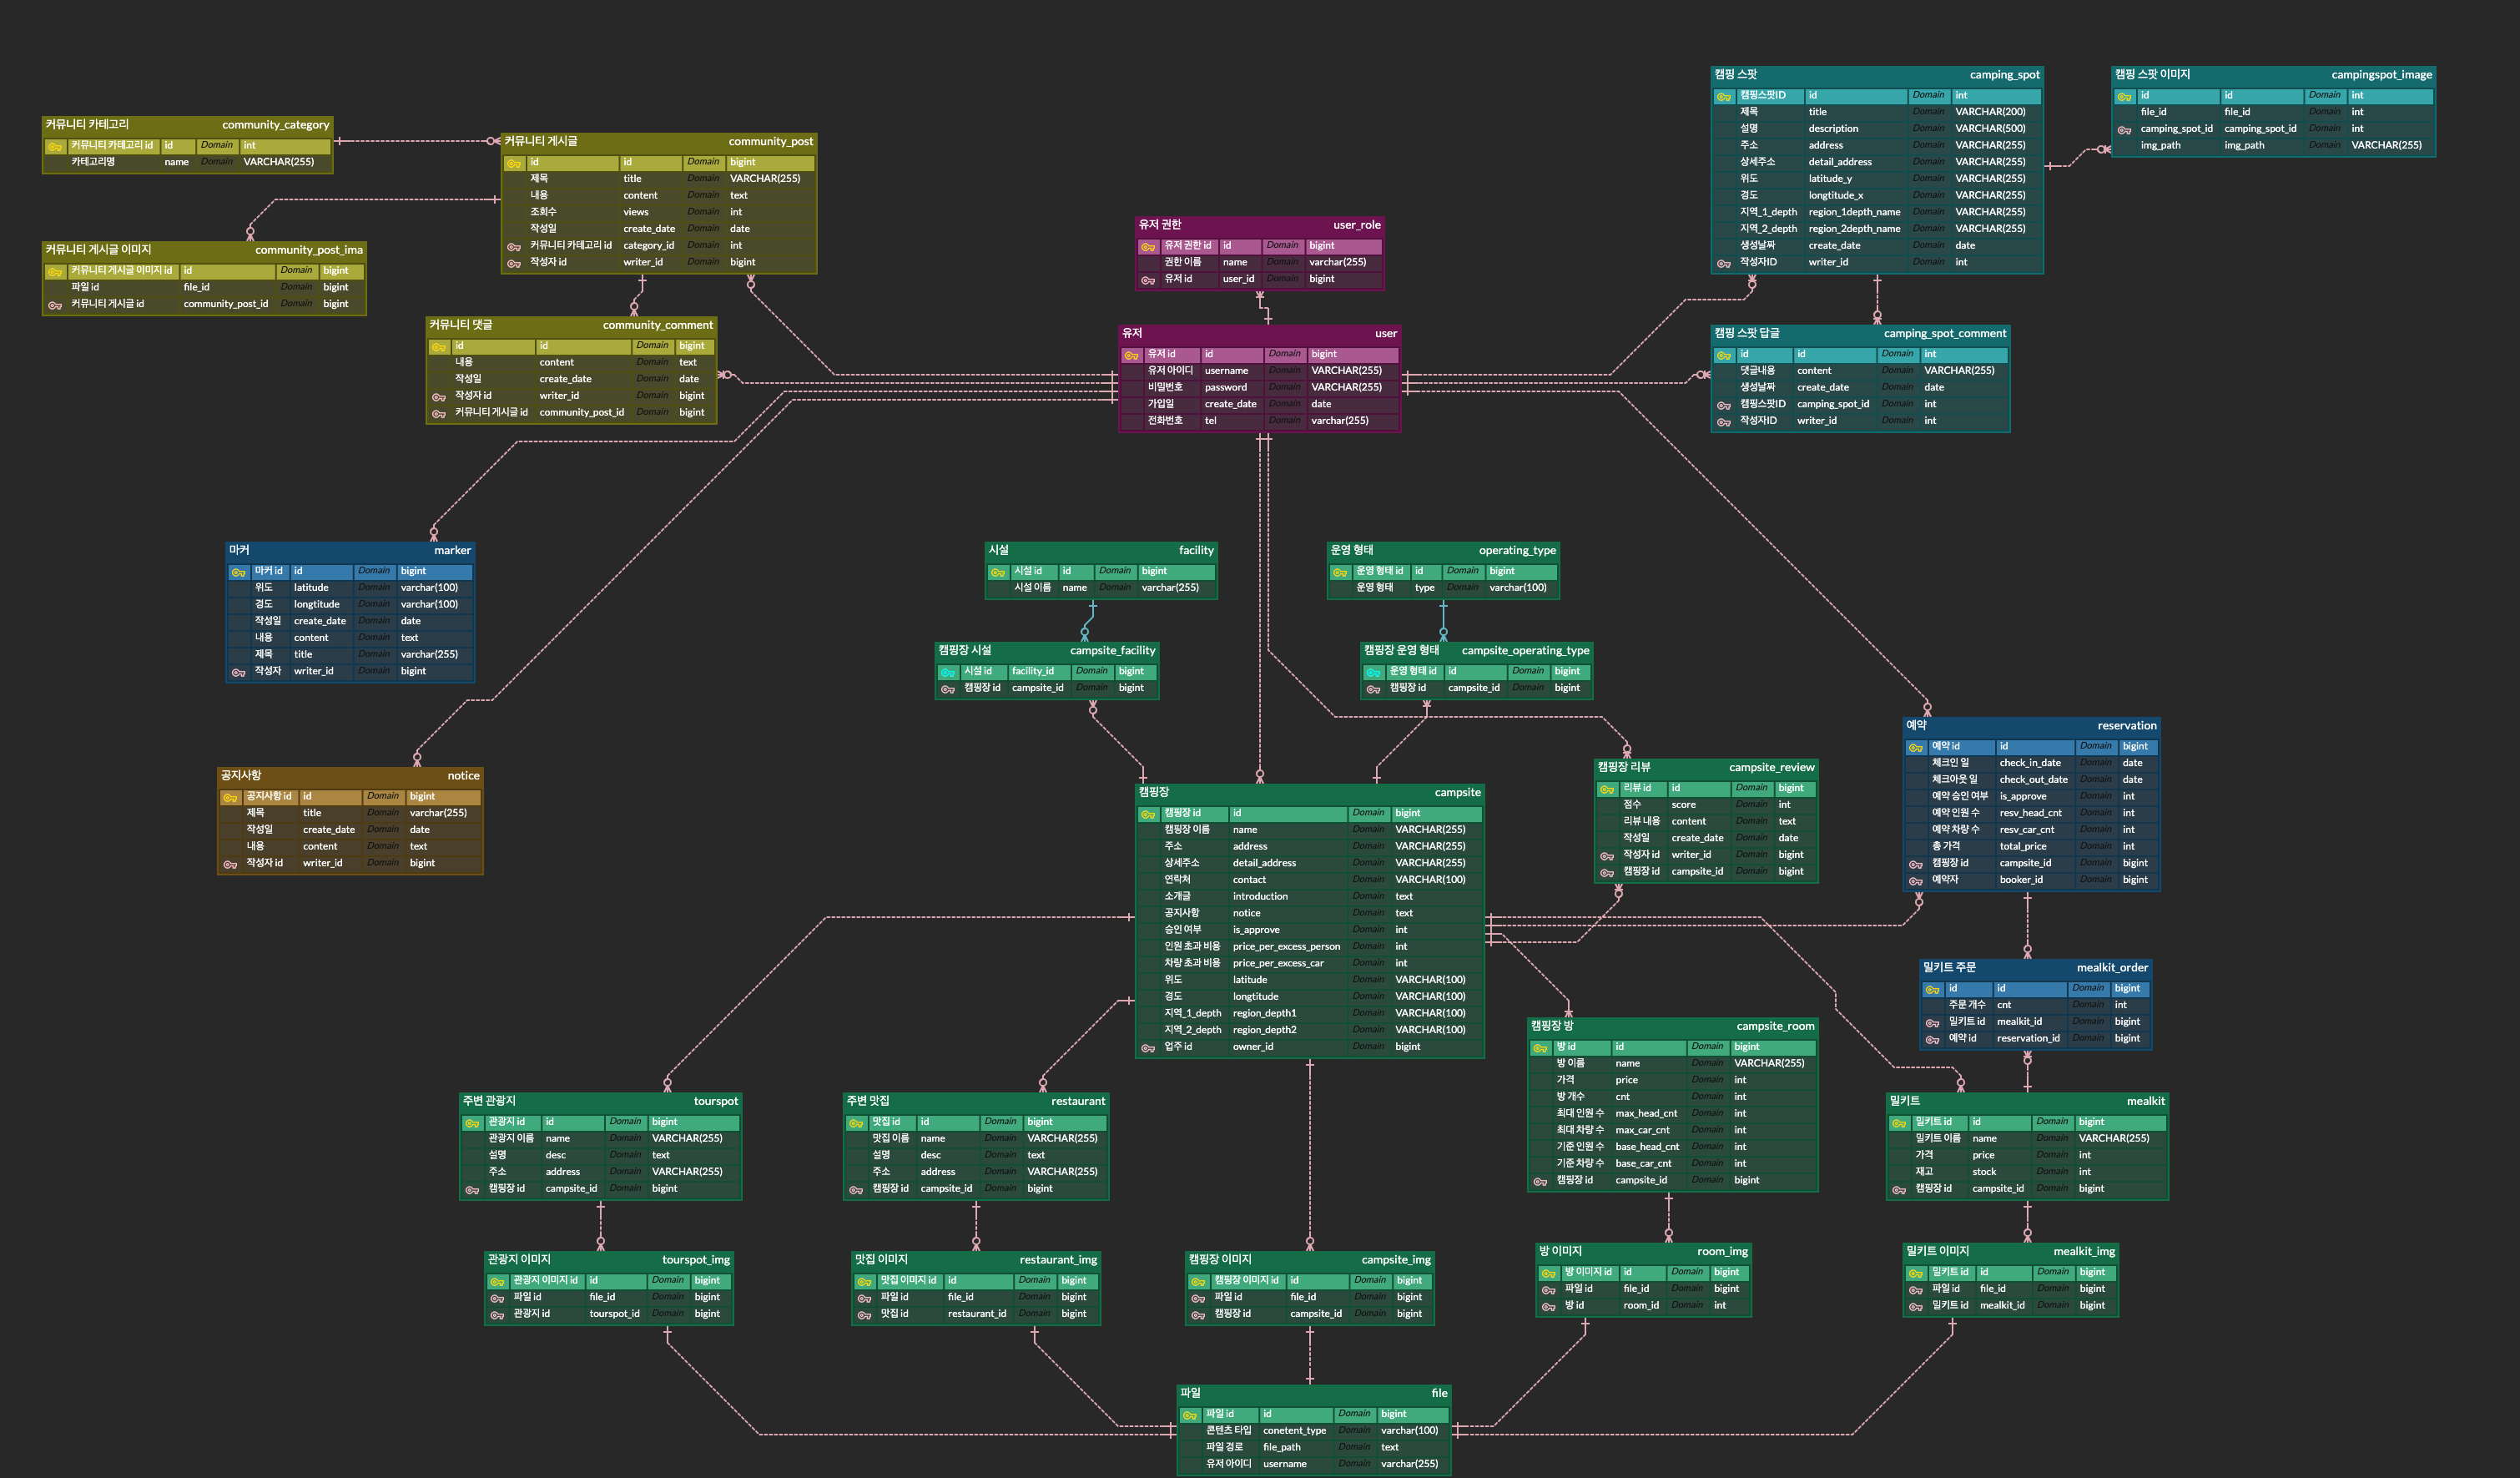 캠핑 스팟 camping_spot
캠핑스팟ID id Domain int
제목 title Domain VARCHAR(200)
설명 description Domain VARCHAR(500)
주소 address Domain VARCHAR(255)
상세주소 detail_address Domain VARCHAR(255)
위도 latitude_y Domain VARCHAR(255)
경도 longtitude_x Domain VARCHAR(255)
지역_1_depth region_1depth_name Domain VARCHAR(255)
지역_2_depth region_2depth_name Domain VARCHAR(255)
생성날짜 create_date Domain date
작성자ID writer_id Domain int
캠핑 스팟 이미지 campingspot_image
id id Domain int
file_id file_id Domain int
camping_spot_id camping_spot_id Domain int
img_path img_path Domain VARCHAR(255)
커뮤니티 카테고리 community_category
커뮤니티 카테고리 id id Domain int
카테고리명 name Domain VARCHAR(255)
커뮤니티 게시글 community_post
id id Domain bigint
제목 title Domain VARCHAR(255)
내용 content Domain text
조회수 views Domain int
작성일 create_date Domain date
커뮤니티 카테고리 id category_id Domain int
작성자 id writer_id Domain bigint
커뮤니티 게시글 이미지 community_post_ima
커뮤니티 게시글 이미지 id id Domain bigint
파일 id file_id Domain bigint
커뮤니티 게시글 id community_post_id Domain bigint
유저 권한 user_role
유저 권한 id id Domain bigint
권한 이름 name Domain varchar(255)
유저 id user_id Domain bigint
커뮤니티 댓글 community_comment
id id Domain bigint
내용 content Domain text
작성일 create_date Domain date
작성자 id writer_id Domain bigint
커뮤니티 게시글 id community_post_id Domain bigint
유저 user
유저 id id Domain bigint
유저 아이디 username Domain VARCHAR(255)
비밀번호 password Domain VARCHAR(255)
가입일 create_date Domain date
전화번호 tel Domain varchar(255)
캠핑 스팟 답글 camping_spot_comment
id id Domain int
댓글내용 content Domain VARCHAR(255)
생성날짜 create_date Domain date
캠핑스팟ID camping_spot_id Domain int
작성자ID writer_id Domain int
마커 marker
마커 id id Domain bigint
위도 latitude Domain varchar(100)
경도 longtitude Domain varchar(100)
작성일 create_date Domain date
내용 content Domain text
제목 title Domain varchar(255)
작성자 writer_id Domain bigint
시설 facility
시설 id id Domain bigint
시설 이름 name Domain varchar(255)
운영 형태 operating_type
운영 형태 id id Domain bigint
운영 형태 type Domain varchar(100)
캠핑장 시설 campsite_facility
시설 id facility_id Domain bigint
캠핑장 id campsite_id Domain bigint
캠핑장 운영 형태 campsite_operating_type
운영 형태 id id Domain bigint
캠핑장 id campsite_id Domain bigint
공지사항 notice
공지사항 id id Domain bigint
제목 title Domain varchar(255)
작성일 create_date Domain date
내용 content Domain text
작성자 id writer_id Domain bigint
캠핑장 campsite
캠핑장 id id Domain bigint
캠핑장 이름 name Domain VARCHAR(255)
주소 address Domain VARCHAR(255)
상세주소 detail_address Domain VARCHAR(255)
연락처 contact Domain VARCHAR(100)
소개글 introduction Domain text
공지사항 notice Domain text
승인 여부 is_approve Domain int
인원 초과 비용 price_per_excess_person Domain int
차량 초과 비용 price_per_excess_car Domain int
위도 latitude Domain VARCHAR(100)
경도 longtitude Domain VARCHAR(100)
지역_1_depth region_depth1 Domain VARCHAR(100)
지역_2_depth region_depth2 Domain VARCHAR(100)
업주 id owner_id Domain bigint
캠핑장 리뷰 campsite_review
리뷰 id id Domain bigint
점수 score Domain int
리뷰 내용 content Domain text
작성일 create_date Domain date
작성자 id writer_id Domain bigint
캠핑장 id campsite_id Domain bigint
예약 reservation
예약 id id Domain bigint
체크인 일 check_in_date Domain date
체크아웃 일 check_out_date Domain date
예약 승인 여부 is_approve Domain int
예약 인원 수 resv_head_cnt Domain int
예약 차량 수 resv_car_cnt Domain int
총 가격 total_price Domain int
캠핑장 id campsite_id Domain bigint
예약자 booker_id Domain bigint
밀키트 주문 mealkit_order
id id Domain bigint
주문 개수 cnt Domain int
밀키트 id mealkit_id Domain bigint
예약 id reservation_id Domain bigint
캠핑장 방 campsite_room
방 id id Domain bigint
방 이름 name Domain VARCHAR(255)
가격 price Domain int
방 개수 cnt Domain int
최대 인원 수 max_head_cnt Domain int
최대 차량 수 max_car_cnt Domain int
기준 인원 수 base_head_cnt Domain int
기준 차량 수 base_car_cnt Domain int
캠핑장 id campsite_id Domain bigint
주변 관광지 tourspot
관광지 id id Domain bigint
관광지 이름 name Domain VARCHAR(255)
설명 desc Domain text
주소 address Domain VARCHAR(255)
캠핑장 id campsite_id Domain bigint
주변 맛집 restaurant
맛집 id id Domain bigint
맛집 이름 name Domain VARCHAR(255)
설명 desc Domain text
주소 address Domain VARCHAR(255)
캠핑장 id campsite_id Domain bigint
밀키트 mealkit
밀키트 id id Domain bigint
밀키트 이름 name Domain VARCHAR(255)
가격 price Domain int
재고 stock Domain int
캠핑장 id campsite_id Domain bigint
관광지 이미지 tourspot_img
관광지 이미지 id id Domain bigint
파일 id file_id Domain bigint
관광지 id tourspot_id Domain bigint
맛집 이미지 restaurant_img
맛집 이미지 id id Domain bigint
파일 id file_id Domain bigint
맛집 id restaurant_id Domain bigint
캠핑장 이미지 campsite_img
캠핑장 이미지 id id Domain bigint
파일 id file_id Domain bigint
캠핑장 id campsite_id Domain bigint
방 이미지 room_img
방 이미지 id id Domain bigint
파일 id file_id Domain bigint
방 id room_id Domain int
밀키트 이미지 mealkit_img
밀키트 id id Domain bigint
파일 id file_id Domain bigint
밀키트 id mealkit_id Domain bigint
파일 file
파일 id id Domain bigint
콘텐츠 타입 conetent_type Domain varchar(100)
파일 경로 file_path Domain text
유저 아이디 username Domain varchar(255)